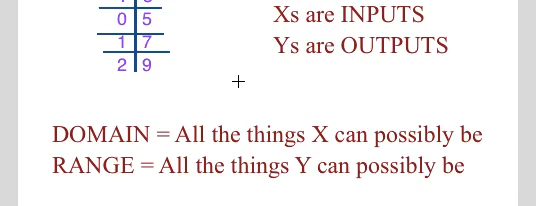 0 5
1 7
2 9
Xs are INPUTS
Ys are OUTPUTS
DOMAIN = All the things X can possibly be
RANGE = All the things Y can possibly be